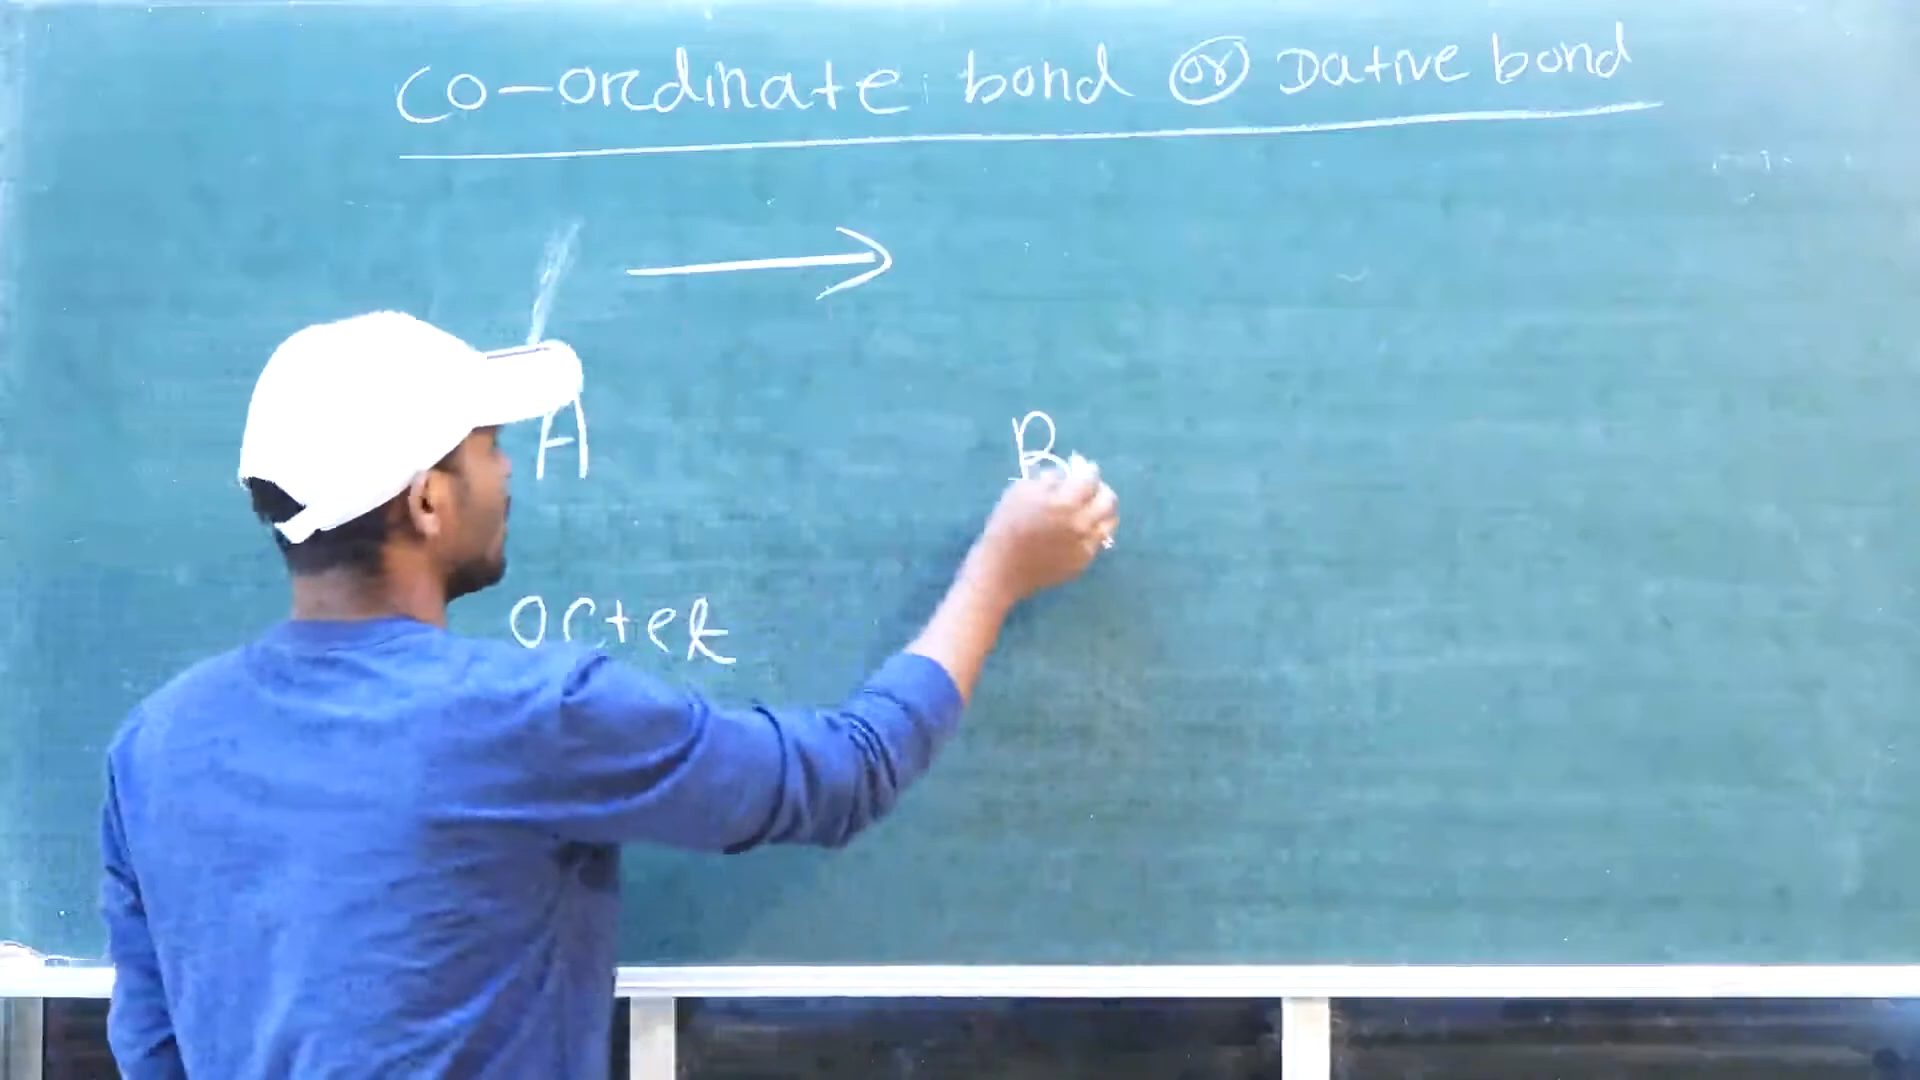 co-ordinate bond or Dative bond
→
A B
octet